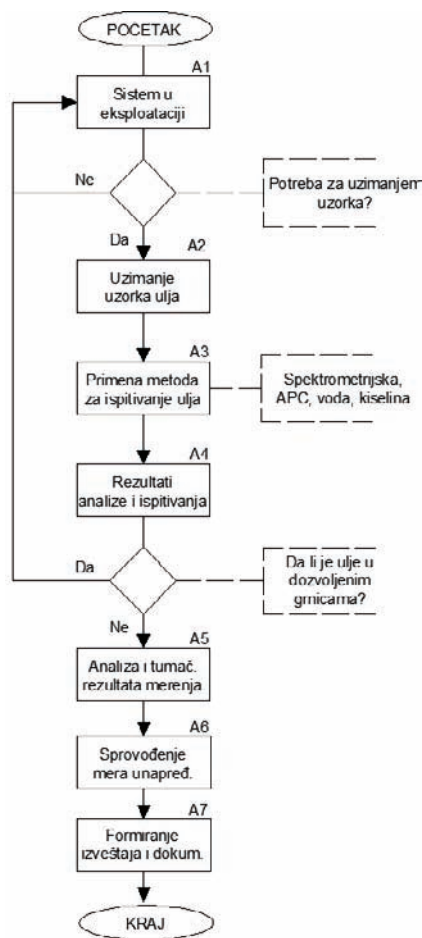 POCETAK
A1
Sistem u
eksploataciji
Ne
Potreba za uzimanjem
uzorka?
Da
A2
Uzimanje
uzorka ulja
A3
Primena metoda
za ispitivanje ulja
Spektrometrijska,
APC, voda, kiselina
A4
Rezultati
analize i ispitivanja
Da
Da li je ulje u
dozvoljenim
grnicama?
Ne
A5
Analiza i tumač.
rezultata merenja
A6
Sprovođenje
mera unapređ.
A7
Formiranje
izveštaja i dokum.
KRAJ